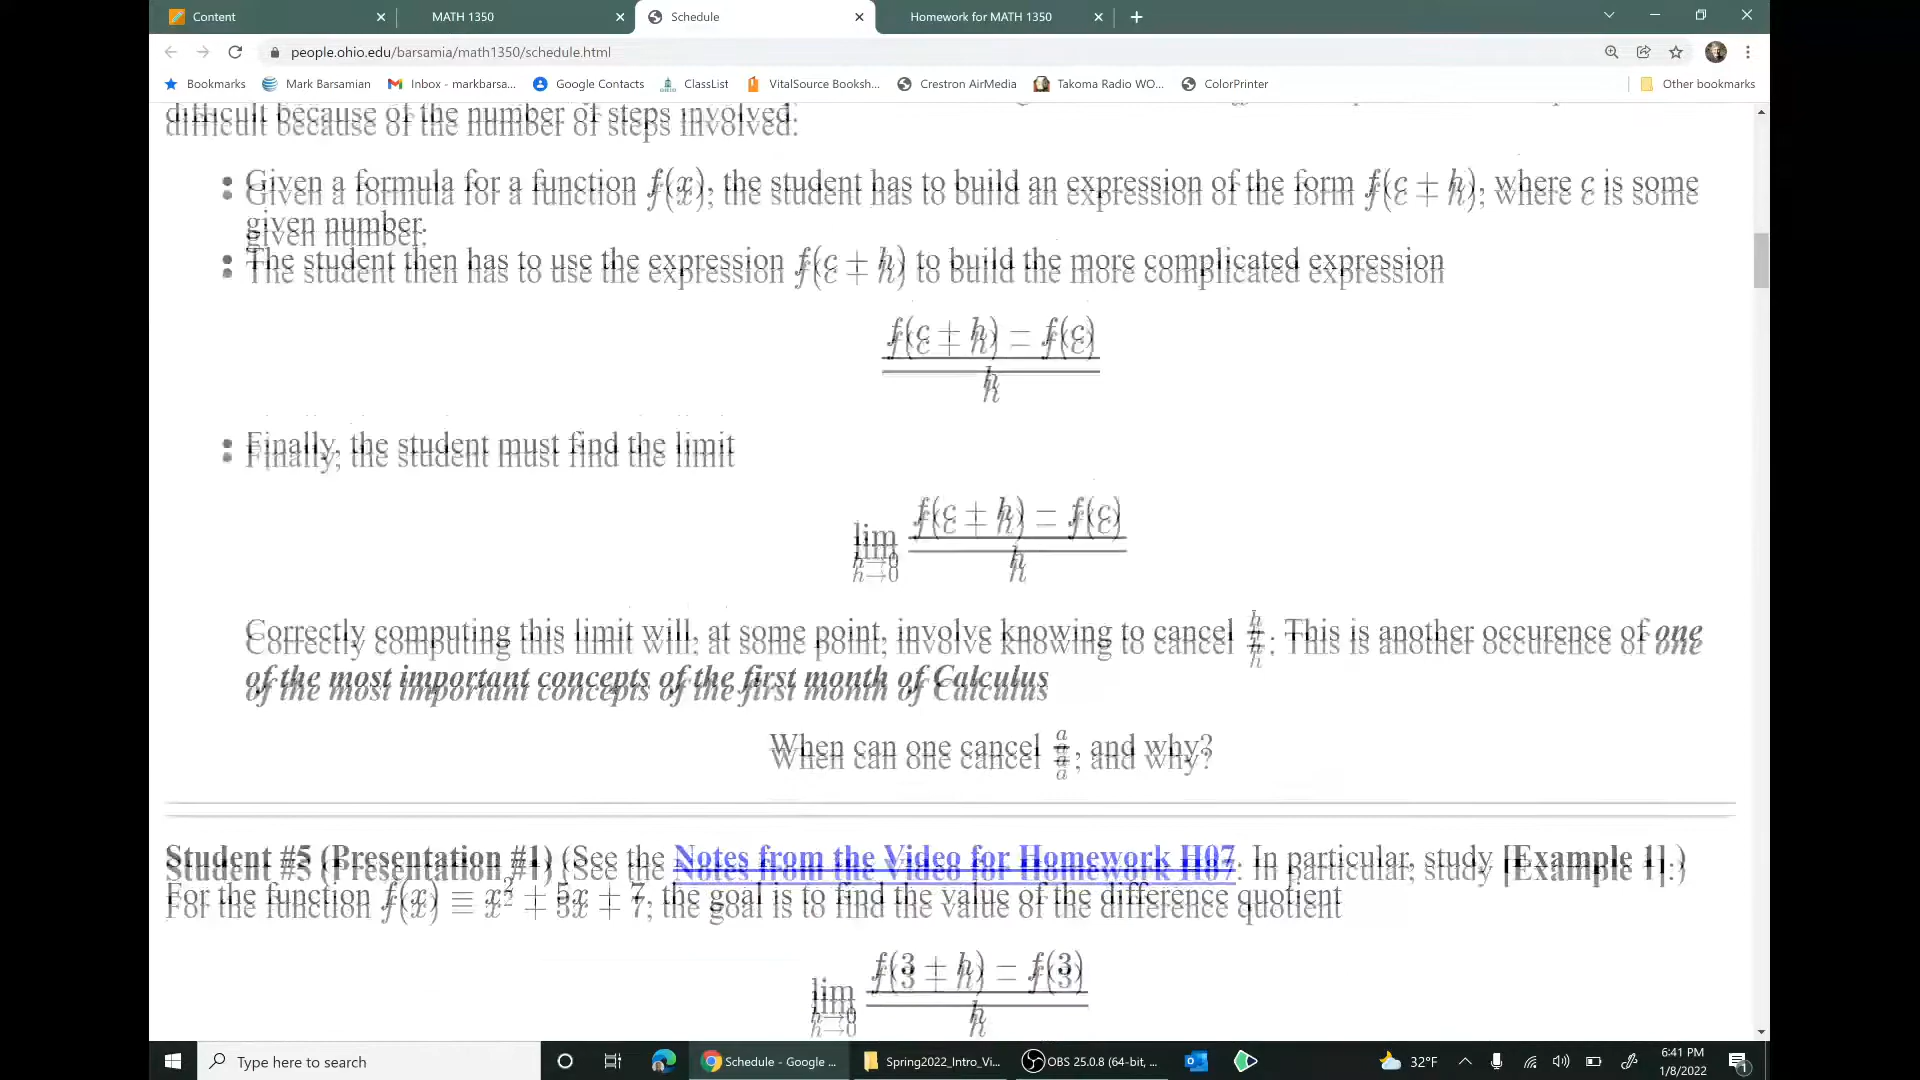 Content
MATH 1350
Schedule
Homework for MATH 1350
people.ohio.edu/barsamia/math1350/schedule.html
Bookmarks
Mark Barsamian
Inbox - markbarsa...
Google Contacts
ClassList
VitalSource Booksh...
Crestron AirMedia
Takoma Radio WO...
ColorPrinter
Other bookmarks
difficult because of the number of steps involved:
• Given a formula for a function f(x), the student has to build an expression of the form f(c + h), where c is some
given number.
• The student then has to use the expression f(c + h) to build the more complicated expression
f(c + h) − f(c)
h
• Finally, the student must find the limit
lim h→0 f(c + h) − f(c)
h
Correctly computing this limit will, at some point, involve knowing to cancel h/h. This is another occurence of one
of the most important concepts of the first month of Calculus
When can one cancel a/a, and why?
Student #5 (Presentation #1) (See the Notes from the Video for Homework H07. In particular, study [Example 1].)
For the function f(x) = x² + 5x + 7, the goal is to find the value of the difference quotient
lim h→0 f(3 + h) − f(3)
h
Type here to search
Schedule - Google ...
Spring2022_Intro_Vi...
OBS 25.0.8 (64-bit, ...
32°F
6:41 PM
1/8/2022
1